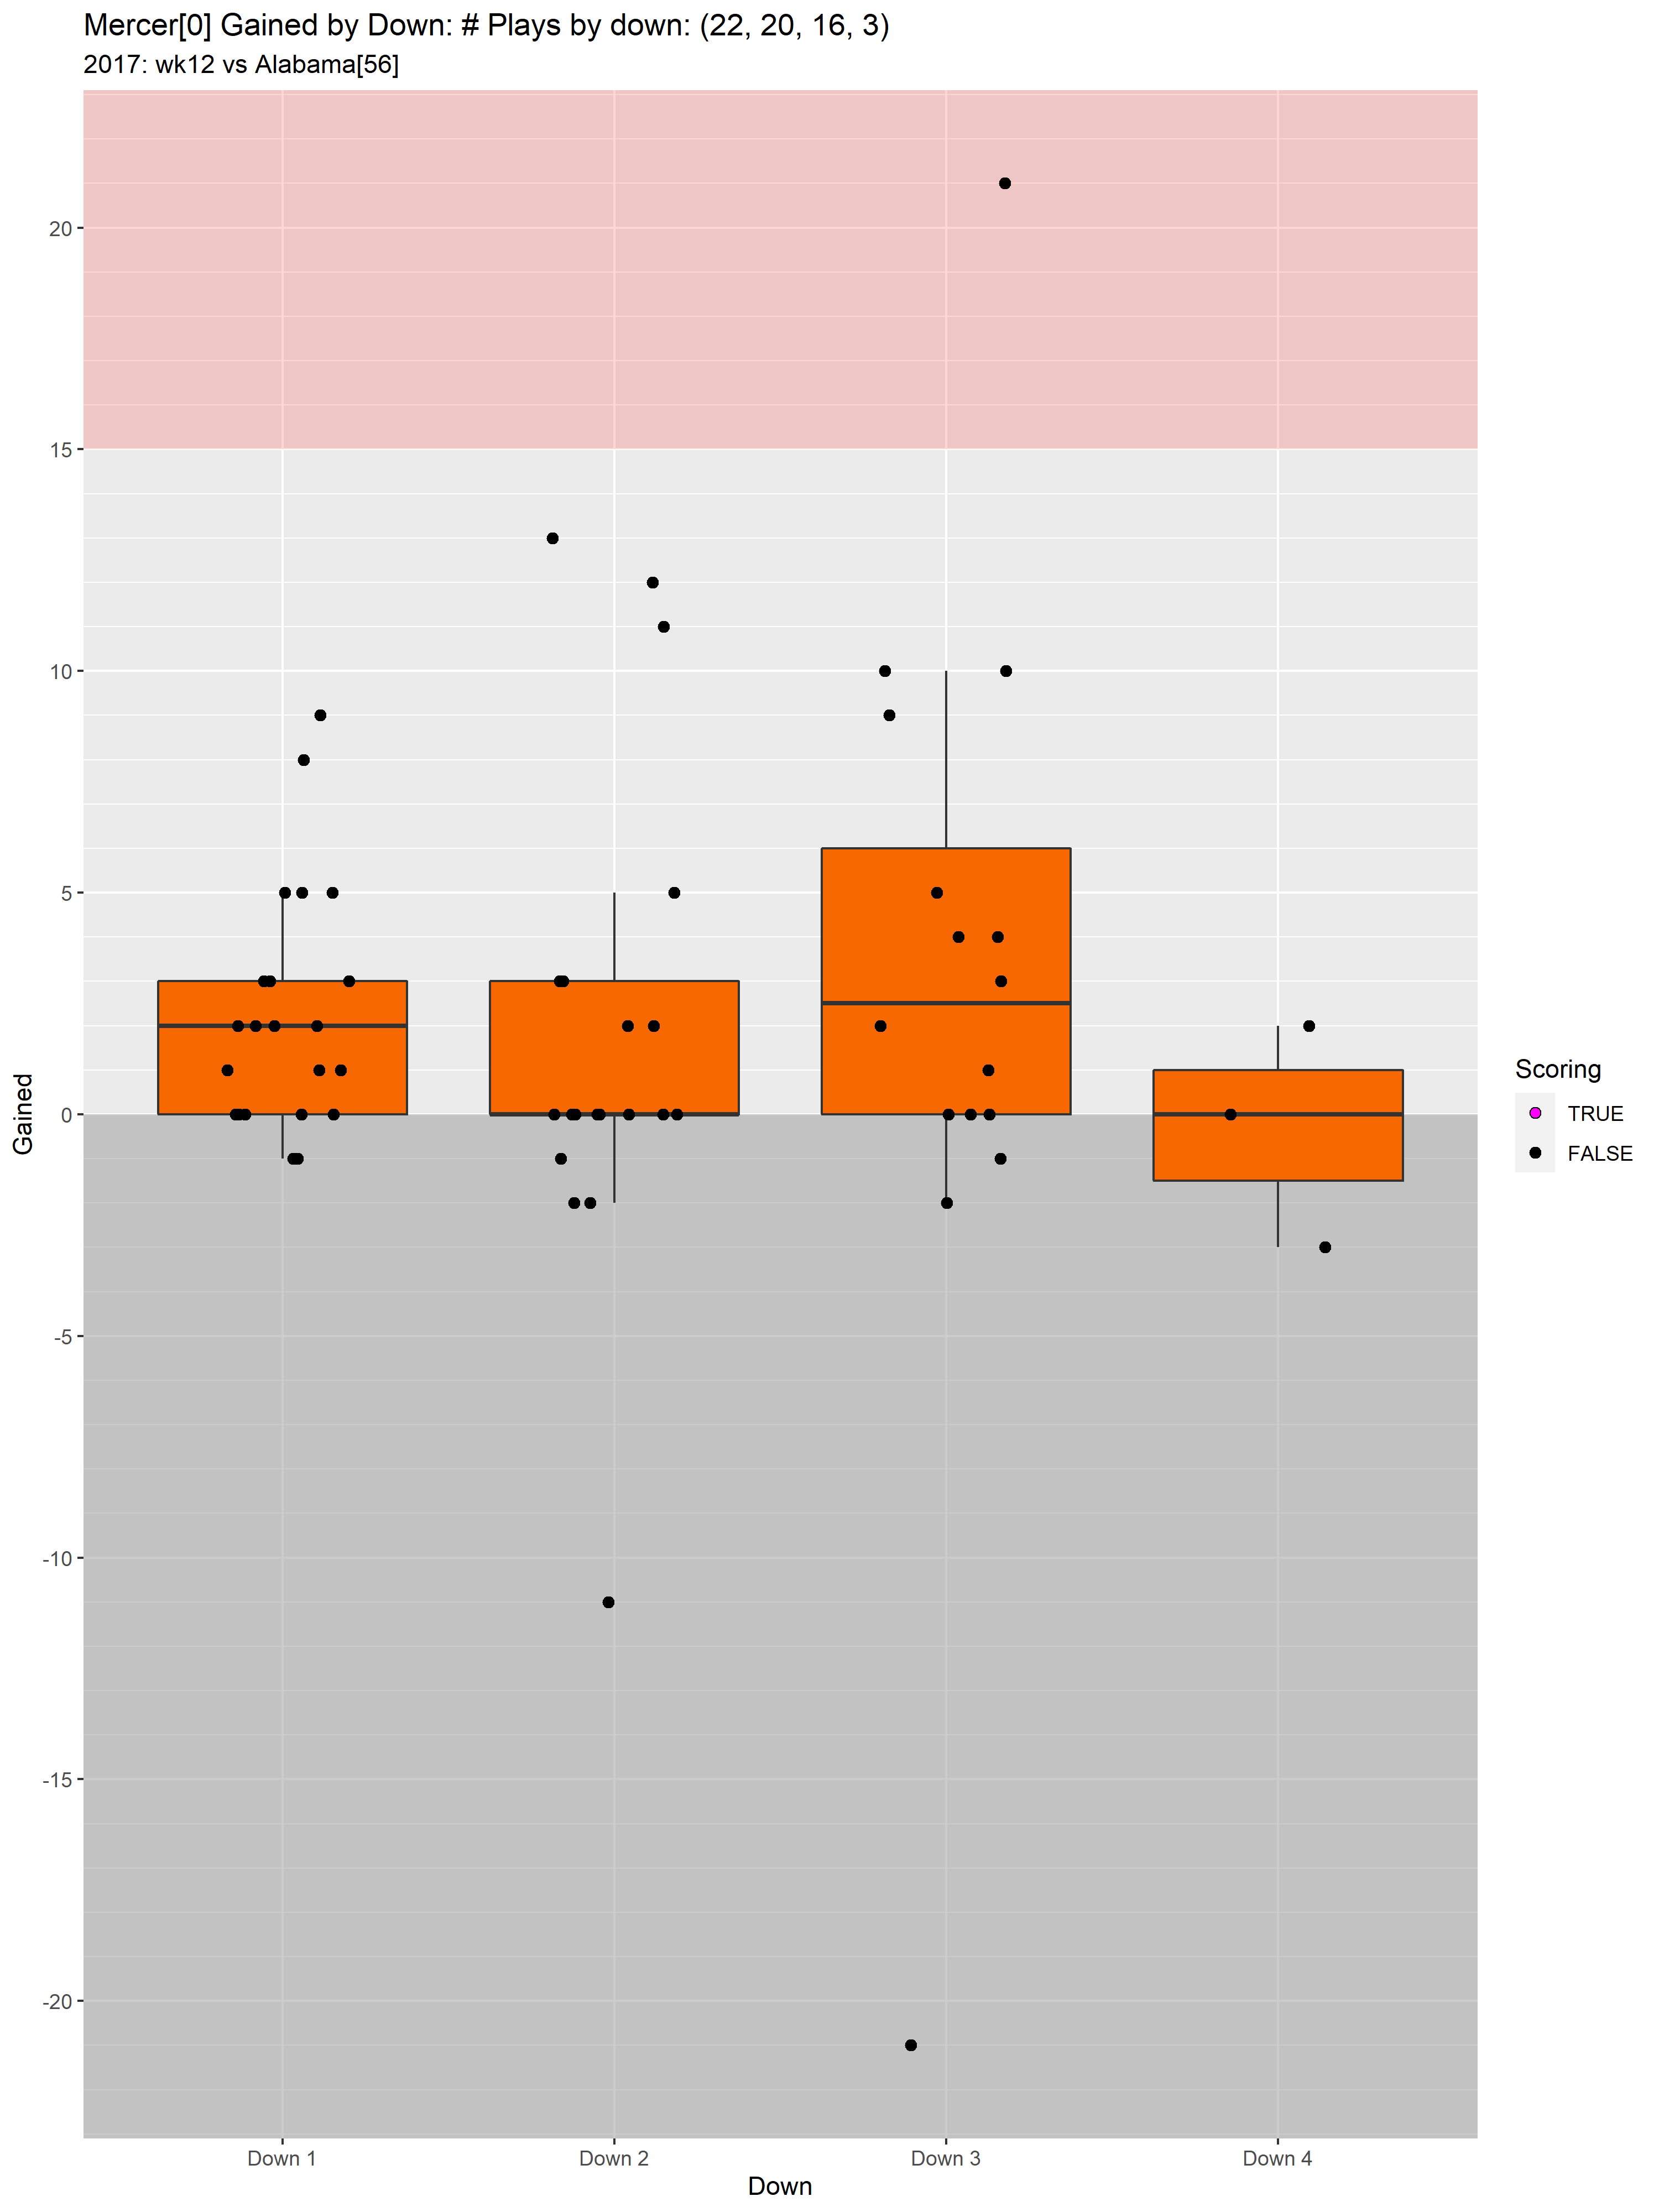 Mercer[0] Gained by Down: # Plays by down: (22, 20, 16, 3)
2017: wk12 vs Alabama[56]
20
15
10
5
0
-5
-10
-15
-20
Gained
Down 1 Down 2 Down 3 Down 4
Down
Scoring
TRUE
FALSE